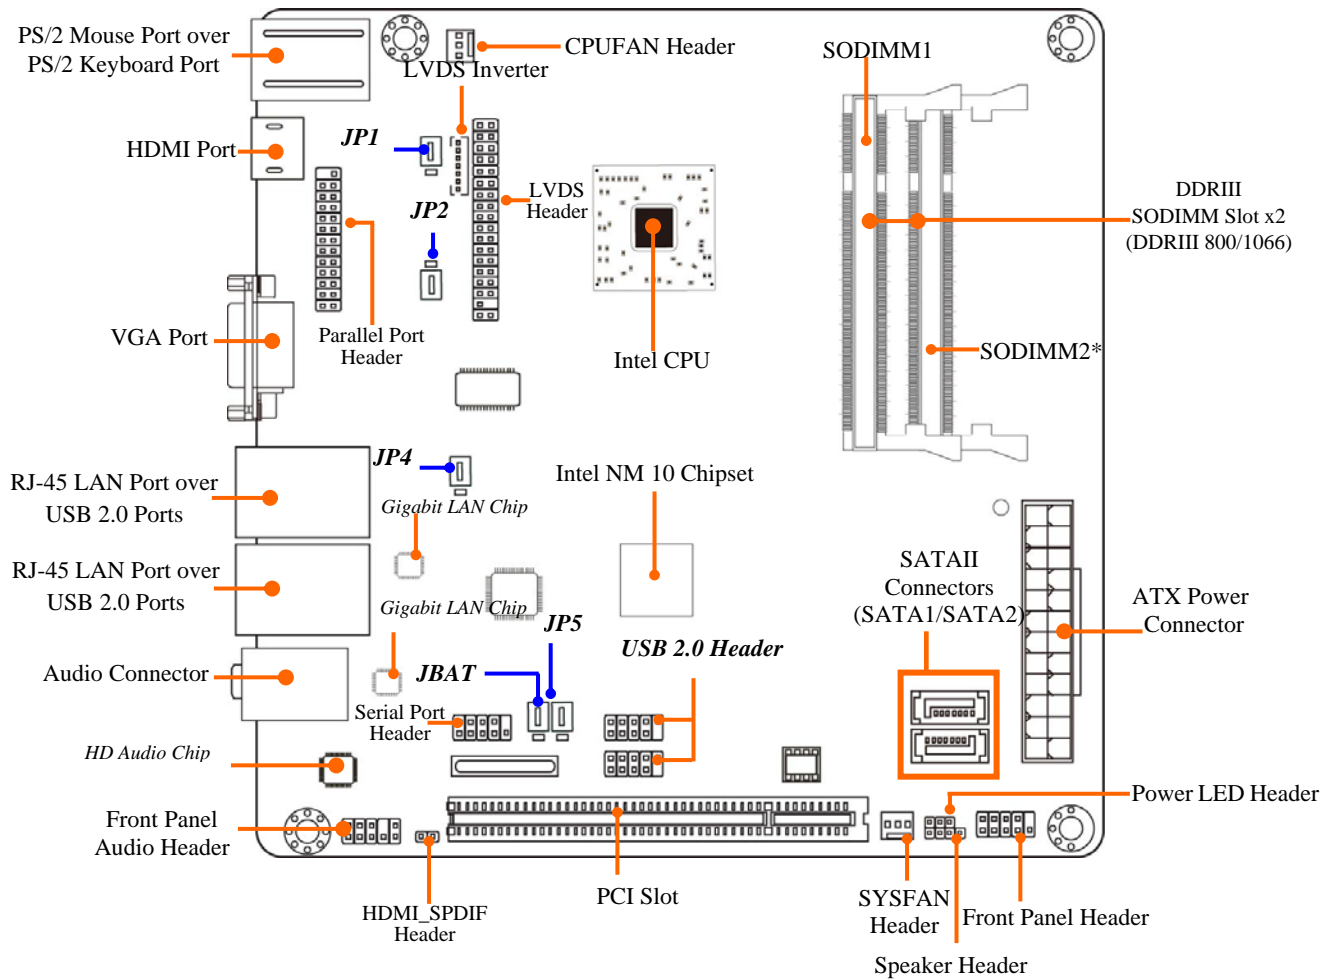 PS/2 Mouse Port over
PS/2 Keyboard Port
CPUFAN Header
LVDS Inverter
SODIMM1
HDMI Port
JP1
JP2
LVDS
Header
DDRIII
SODIMM Slot x2
(DDRIII 800/1066)
VGA Port
Parallel Port
Header
Intel CPU
SODIMM2*
JP4
Intel NM 10 Chipset
RJ-45 LAN Port over
USB 2.0 Ports
Gigabit LAN Chip
RJ-45 LAN Port over
USB 2.0 Ports
Gigabit LAN Chip
SATAII
Connectors
(SATA1/SATA2)
ATX Power
Connector
JP5
USB 2.0 Header
Audio Connector
JBAT
Serial Port
Header
HD Audio Chip
Power LED Header
Front Panel
Audio Header
PCI Slot
HDMI_SPDIF
Header
SYSFAN
Header
Front Panel Header
Speaker Header